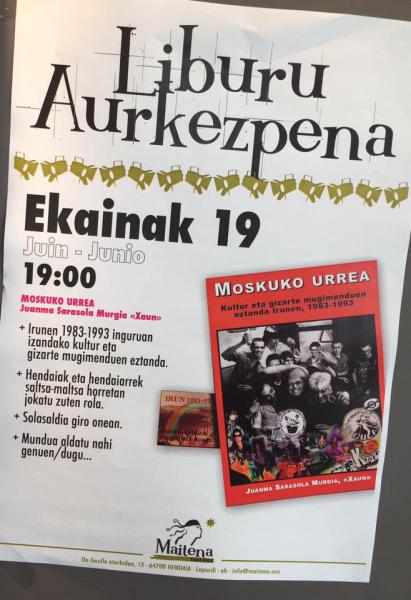 Liburu
Aurkezpena
Ekainak 19
Juin - Junio
19:00
MOSKUKO URREA
Juanma Sarasola Murgia «Xaun»
+ Irunen 1983-1993 inguruan
izandako kultur eta
gizarte mugimenduen eztanda.
+ Hendaiak eta hendaiarrek
saltsa-maltsa horretan
jokatu zuten rola.
+ Solasaldia giro onean.
+ Mundua aldatu nahi
genuen/dugu...
IRUN 1983-93
MOSKUKO URREA
Kultur eta gizarte mugimenduen
eztanda Irunen, 1983-1993
JUANMA SARASOLA MURGIA, «XAUN»
Maitena
De Gaulle etorbidea, 13 - 64700 HENDAIA - Lapurdi - eh - info@maitena.eus